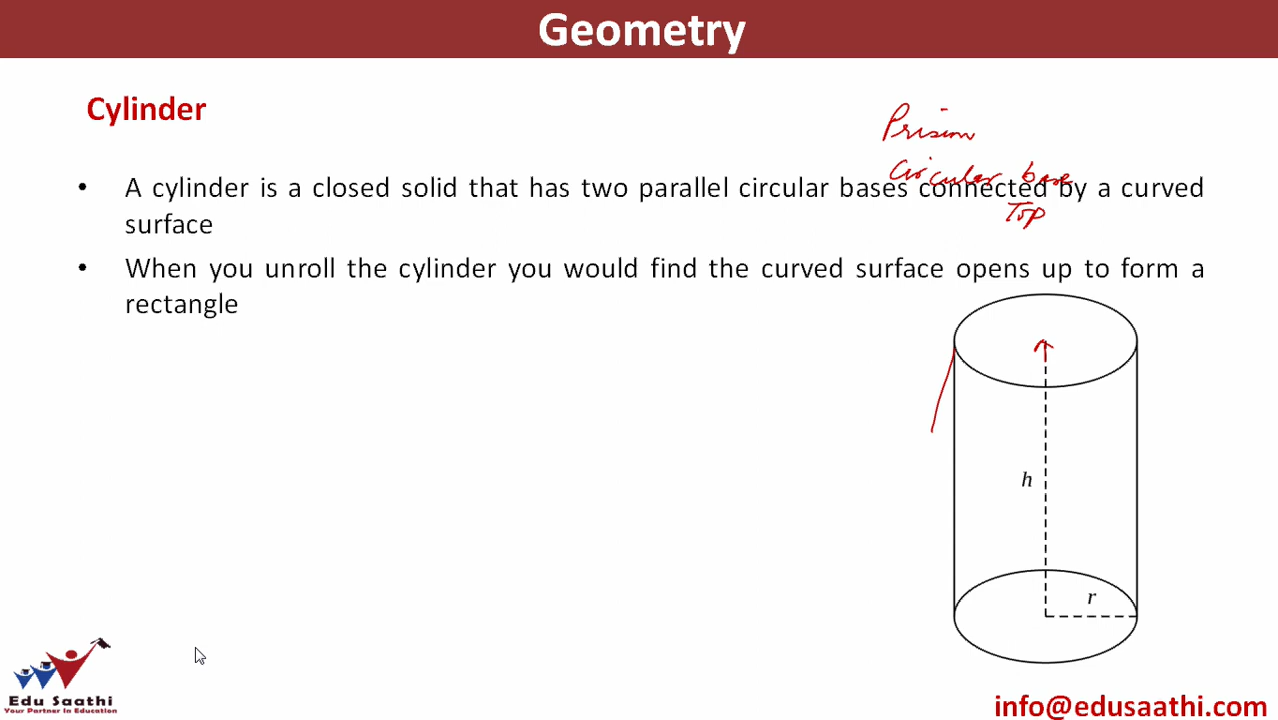 Geometry
Cylinder
Prism
Circular base
Top
• A cylinder is a closed solid that has two parallel circular bases connected by a curved
surface
• When you unroll the cylinder you would find the curved surface opens up to form a
rectangle
h
r
Edu Saathi
Your Partner in Education
info@edusaathi.com